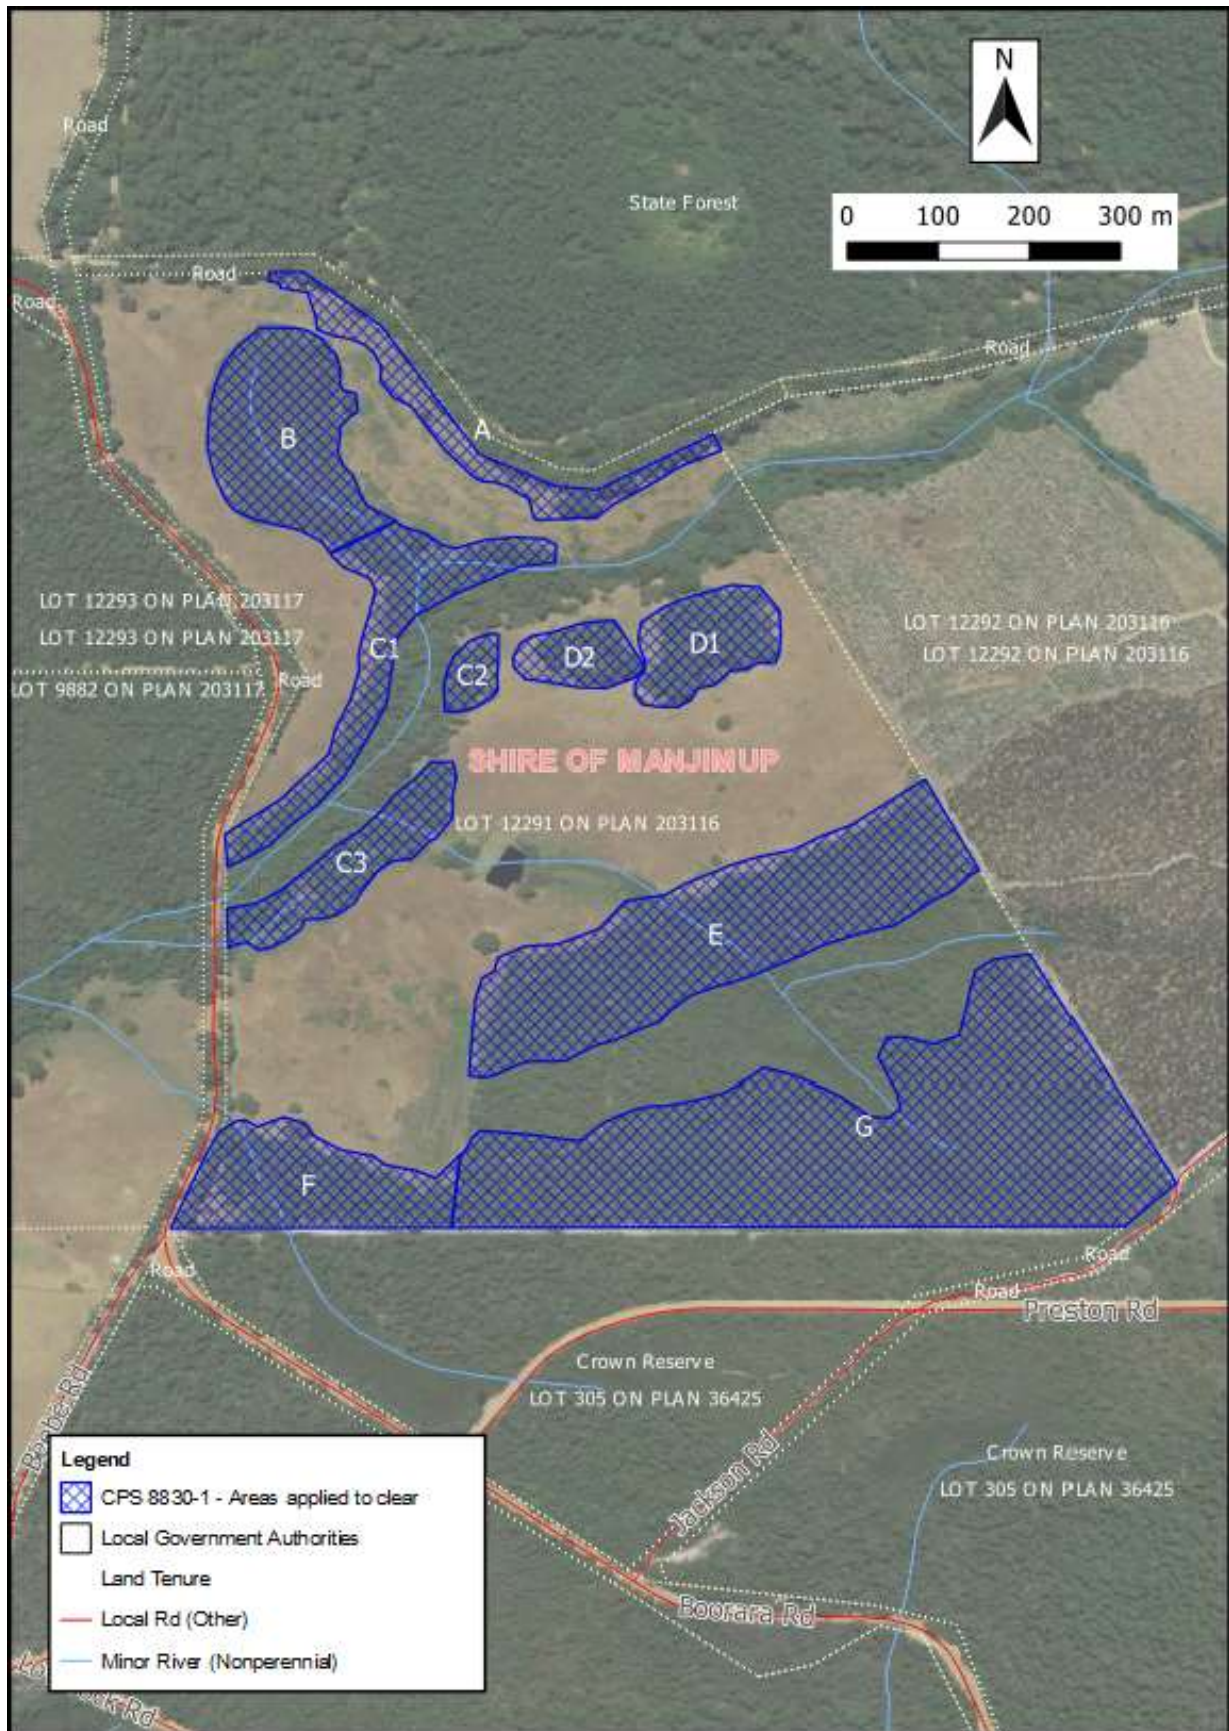 N
0 100 200 300 m
Road
State Forest
Road
Road
Road
A
B
LOT 12293 ON PLAN 203117
LOT 12293 ON PLAN 203117
LOT 12292 ON PLAN 203116
LOT 12292 ON PLAN 203116
C1
C2
D2
D1
LOT 9882 ON PLAN 203117
Road
SHIRE OF MANJIMUP
LOT 12291 ON PLAN 203116
C3
E
G
F
Road
Road
Road
Preston Rd
Crown Reserve
LOT 305 ON PLAN 36425
Crown Reserve
LOT 305 ON PLAN 36425
Jackson Rd
Boorara Rd
Rd
Legend
CPS 8830-1 - Areas applied to clear
Local Government Authorities
Land Tenure
Local Rd (Other)
Minor River (Nonperennial)
Rd